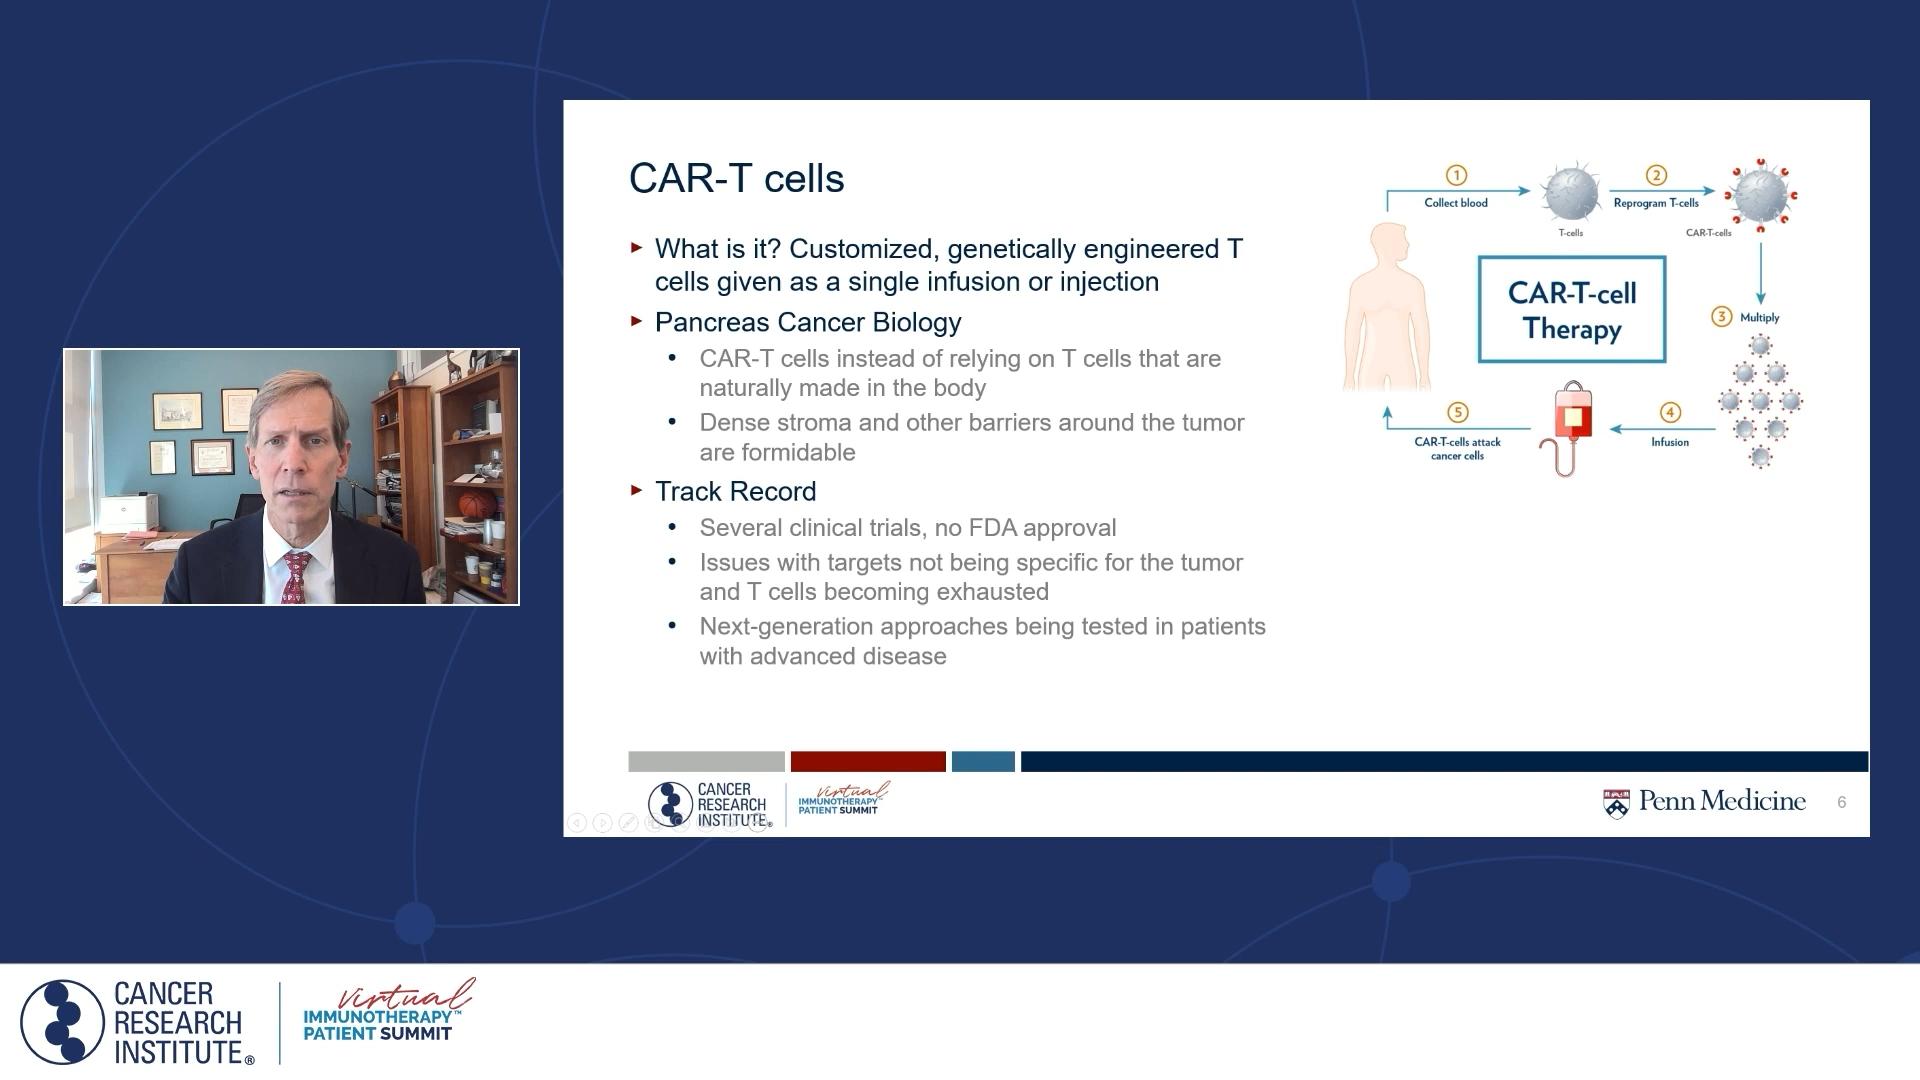 CAR-T cells
What is it? Customized, genetically engineered T
cells given as a single infusion or injection
Pancreas Cancer Biology
CAR-T cells instead of relying on T cells that are
naturally made in the body
Dense stroma and other barriers around the tumor
are formidable
Track Record
Several clinical trials, no FDA approval
Issues with targets not being specific for the tumor
and T cells becoming exhausted
Next-generation approaches being tested in patients
with advanced disease
1
Collect blood
T-cells
2
Reprogram T-cells
CAR-T-cells
CAR-T-cell
Therapy
3 Multiply
4
Infusion
5
CAR-T-cells attack
cancer cells
CANCER
RESEARCH
INSTITUTE®
virtual
IMMUNOTHERAPY™
PATIENT SUMMIT
Penn Medicine
6
CANCER
RESEARCH
INSTITUTE®
virtual
IMMUNOTHERAPY™
PATIENT SUMMIT